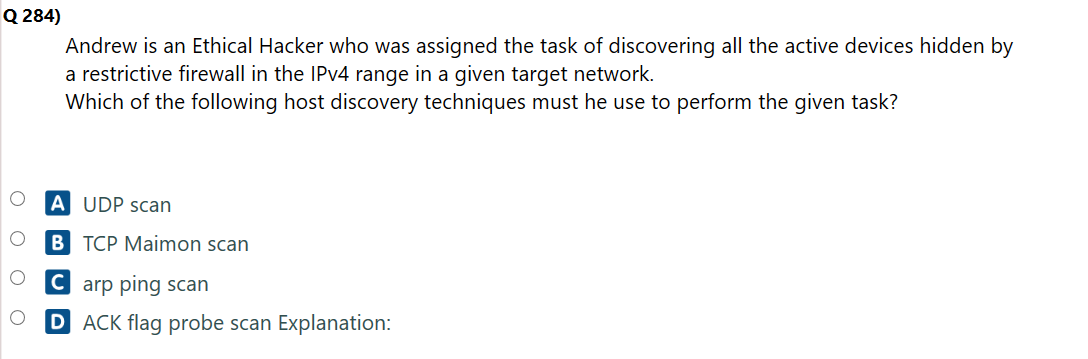 Q 284)
Andrew is an Ethical Hacker who was assigned the task of discovering all the active devices hidden by
a restrictive firewall in the IPv4 range in a given target network.
Which of the following host discovery techniques must he use to perform the given task?
A UDP scan
B TCP Maimon scan
C arp ping scan
D ACK flag probe scan Explanation: